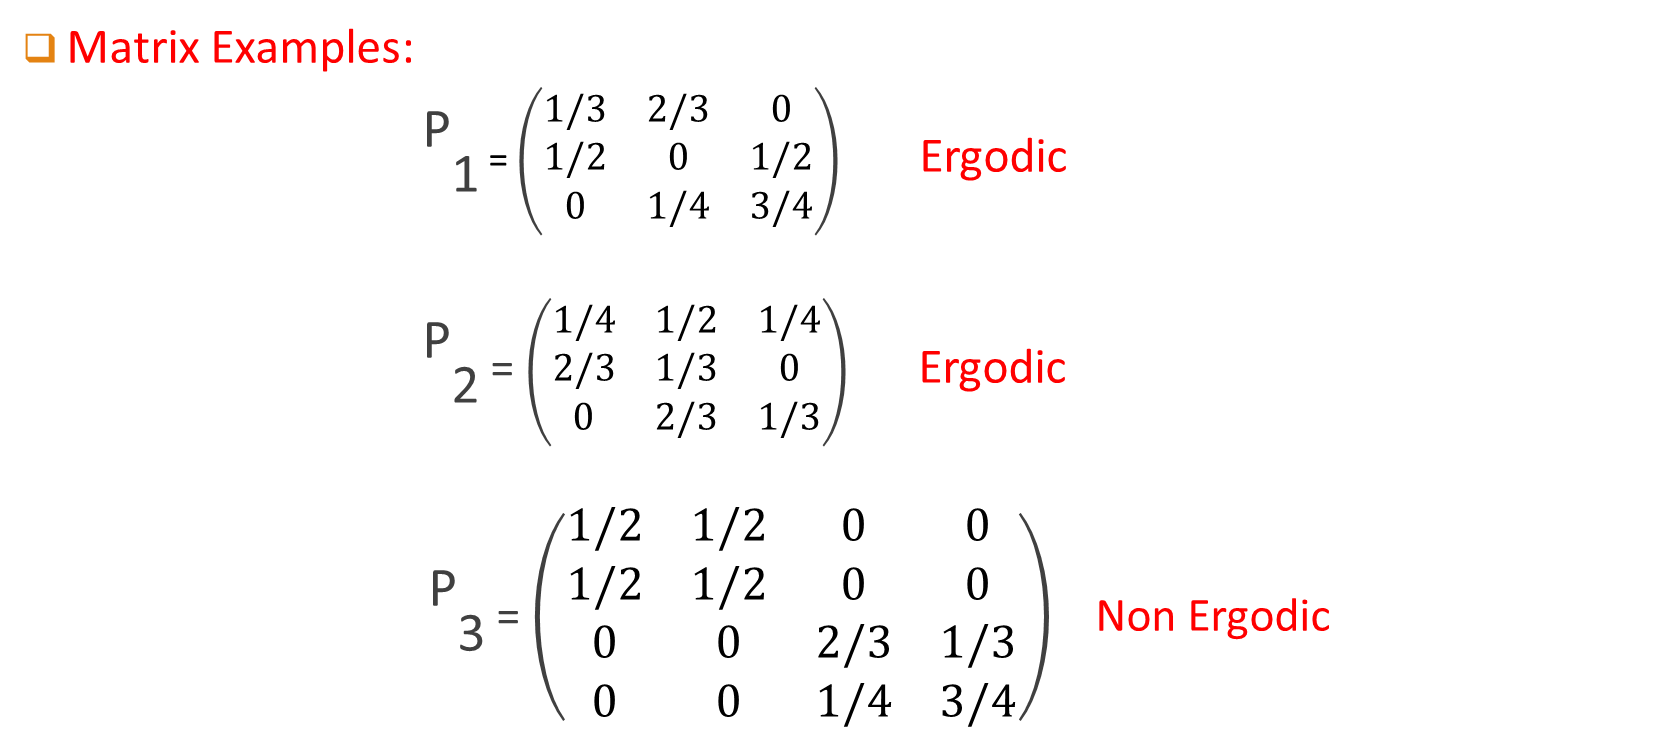 ❑ Matrix Examples:
P1 = (1/3 2/3 0
1/2 0 1/2
0 1/4 3/4) Ergodic
P2 = (1/4 1/2 1/4
2/3 1/3 0
0 2/3 1/3) Ergodic
P3 = (1/2 1/2 0 0
1/2 1/2 0 0
0 0 2/3 1/3
0 0 1/4 3/4) Non Ergodic